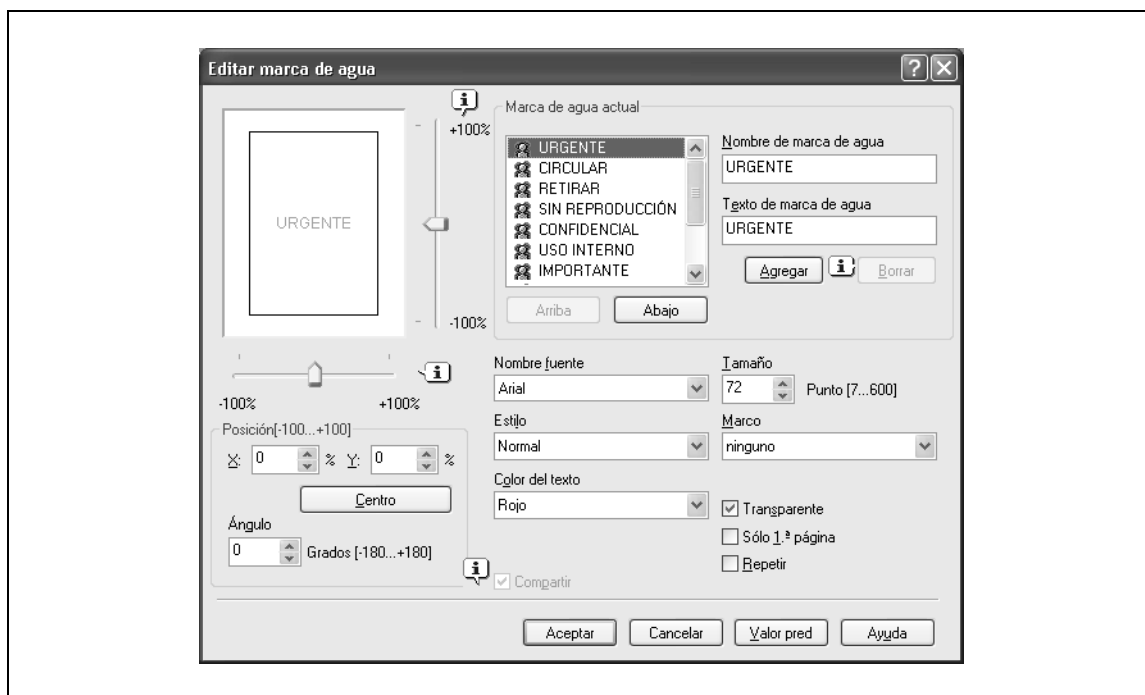 Editar marca de agua
URGENTE
+100%
-100%
-100% +100%
Marca de agua actual
URGENTE
CIRCULAR
RETIRAR
SIN REPRODUCCIÓN
CONFIDENCIAL
USO INTERNO
IMPORTANTE
Arriba Abajo
Nombre de marca de agua
URGENTE
Texto de marca de agua
URGENTE
Agregar Borrar
Posición[-100...+100]
X: 0 % Y: 0 %
Centro
Ángulo
0 Grados [-180...+180]
Nombre fuente
Arial
Tamaño
72 Punto [7...600]
Estilo
Normal
Marco
ninguno
Color del texto
Rojo
Transparente
Sólo 1.ª página
Repetir
Compartir
Aceptar Cancelar Valor pred Ayuda